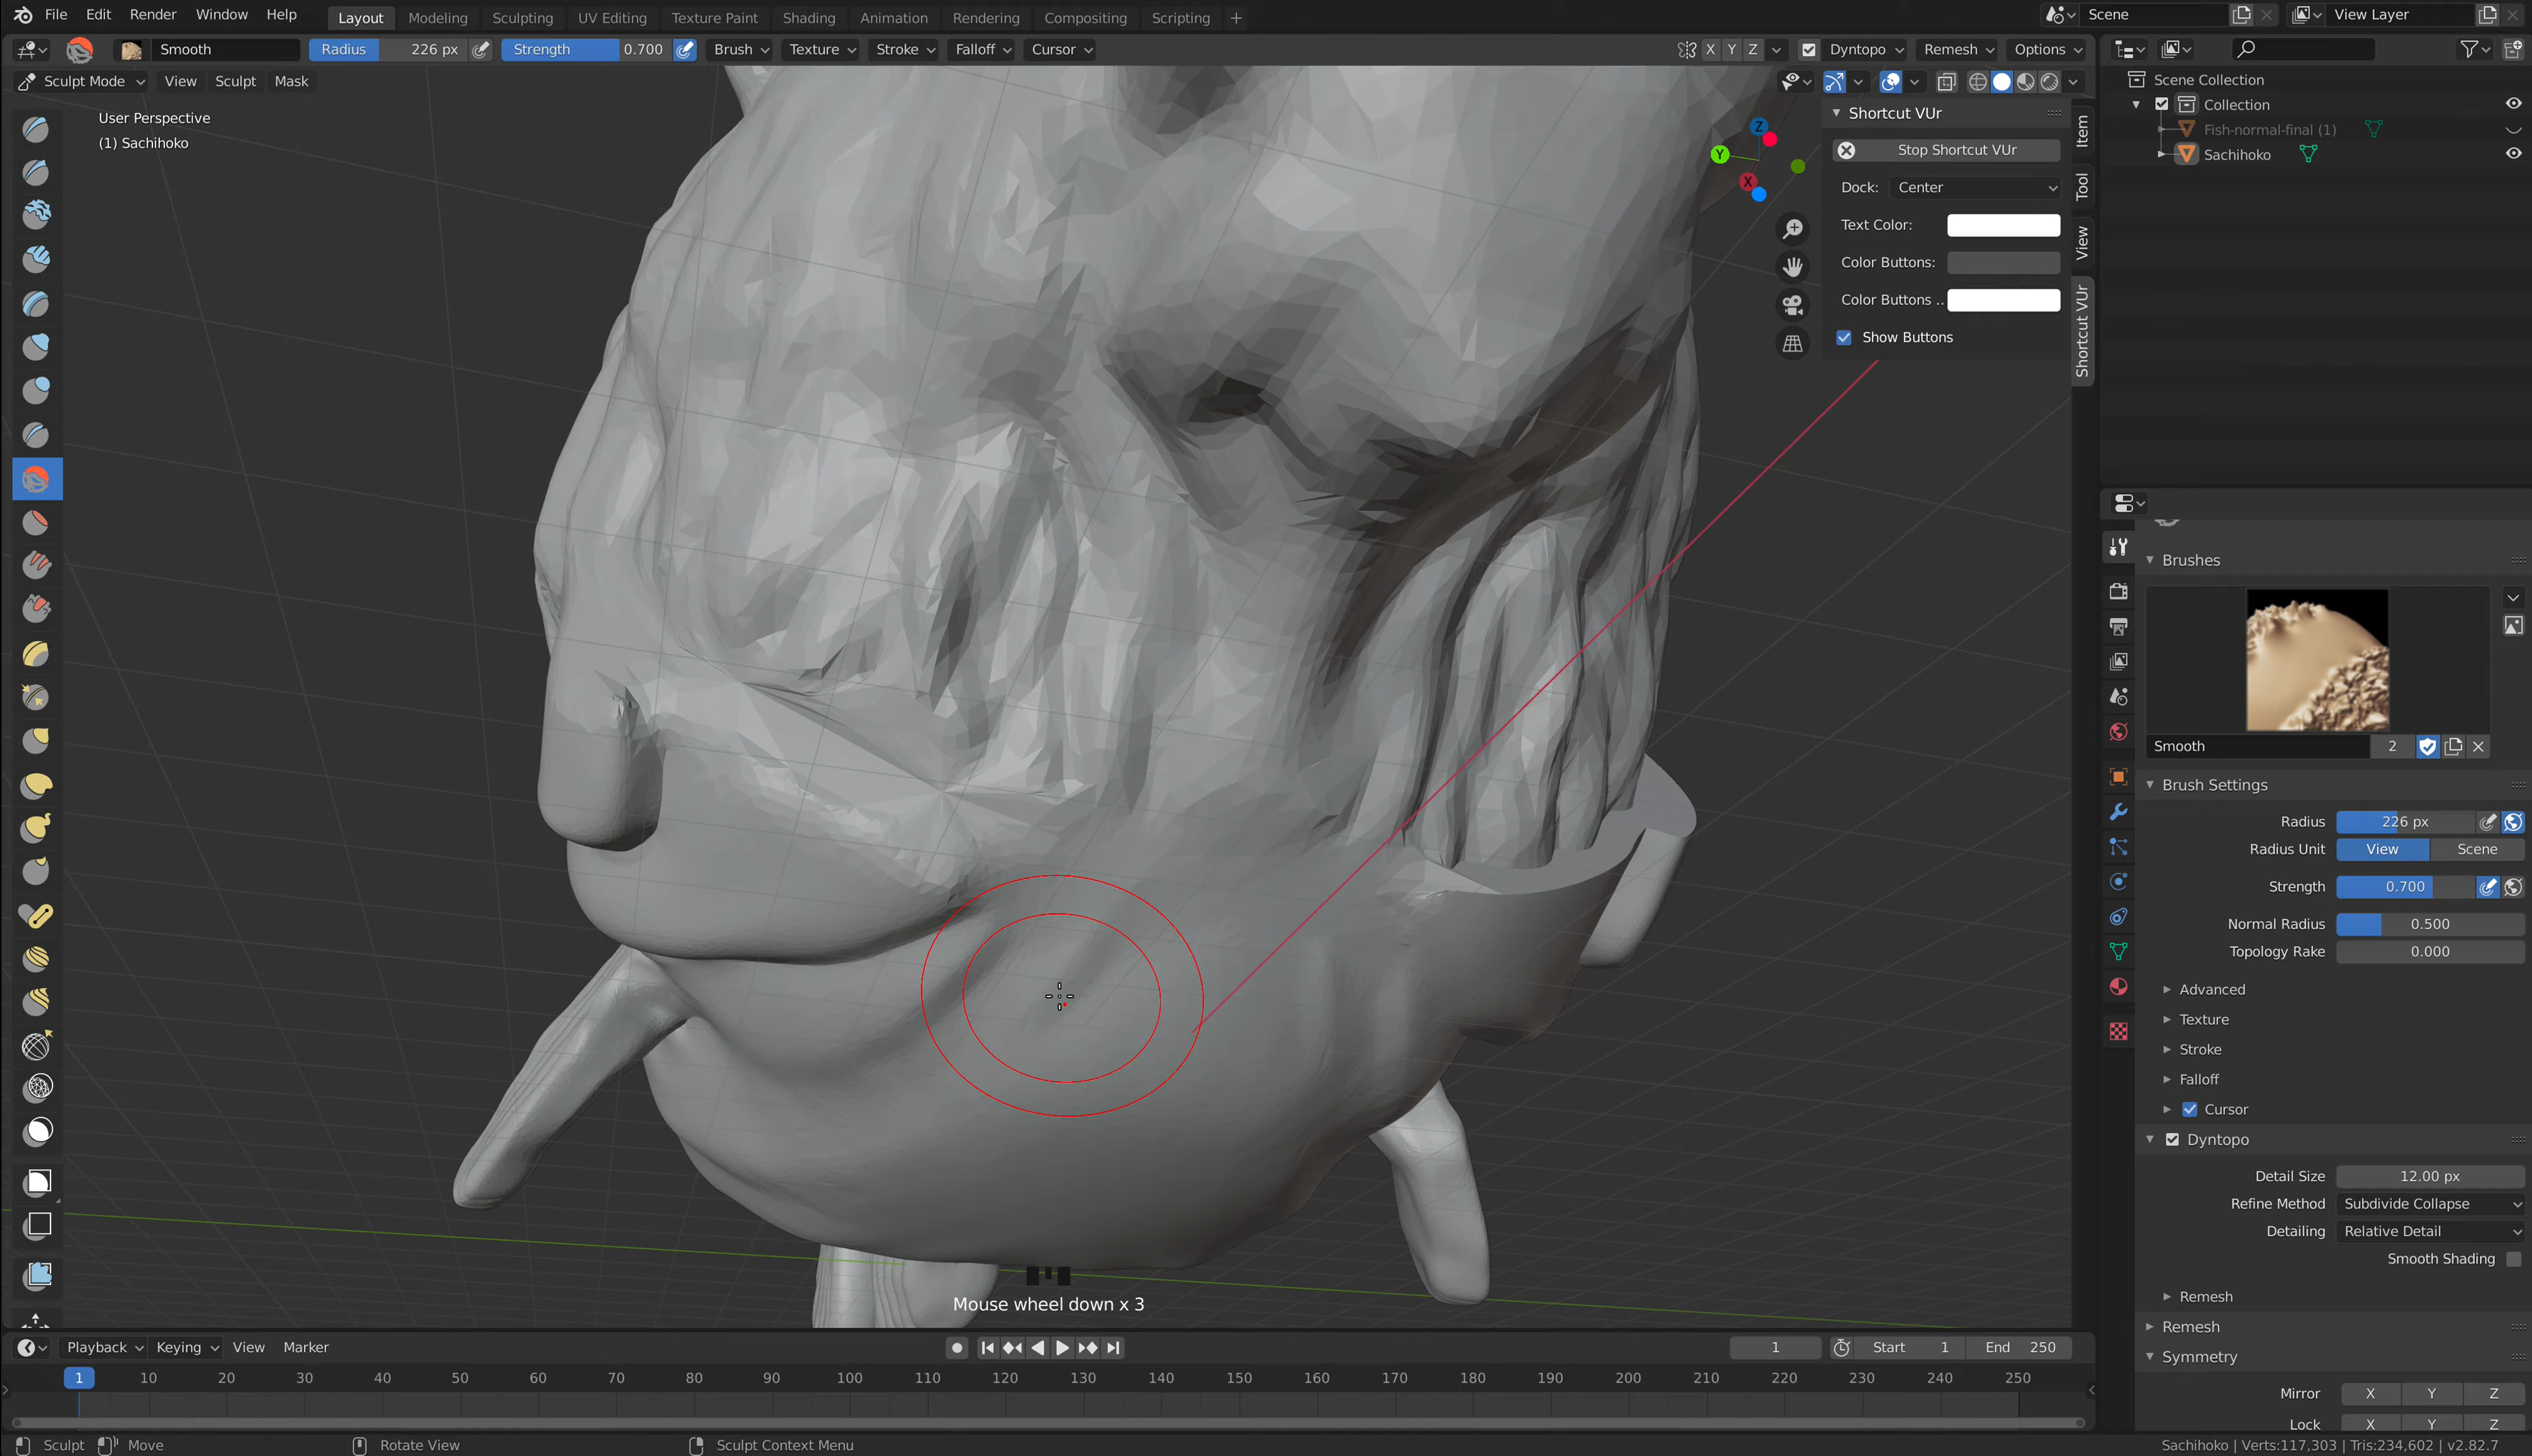 File Edit Render Window Help Layout Modeling Sculpting UV Editing Texture Paint Shading Animation Rendering Compositing Scripting + Scene View Layer
Smooth Radius 226 px Strength 0.700 Brush Texture Stroke Falloff Cursor X Y Z Dyntopo Remesh Options
Sculpt Mode View Sculpt Mask
User Perspective
(1) Sachihoko
Z
Y
X
Shortcut VUr
Stop Shortcut VUr
Dock: Center
Text Color:
Color Buttons:
Color Buttons ..
Show Buttons
Item
Tool
View
Shortcut VUr
Scene Collection
Collection
Fish-normal-final (1)
Sachihoko
Brushes
Smooth 2
Brush Settings
Radius 226 px
Radius Unit View Scene
Strength 0.700
Normal Radius 0.500
Topology Rake 0.000
Advanced
Texture
Stroke
Falloff
Cursor
Dyntopo
Detail Size 12.00 px
Refine Method Subdivide Collapse
Detailing Relative Detail
Smooth Shading
Remesh
Remesh
Symmetry
Mirror X Y Z
Lock X Y Z
Mouse wheel down x 3
Playback Keying View Marker 1 Start 1 End 250
1 10 20 30 40 50 60 70 80 90 100 110 120 130 140 150 160 170 180 190 200 210 220 230 240 250
Sculpt Move Rotate View Sculpt Context Menu Sachihoko | Verts:117,303 | Tris:234,602 | v2.82.7